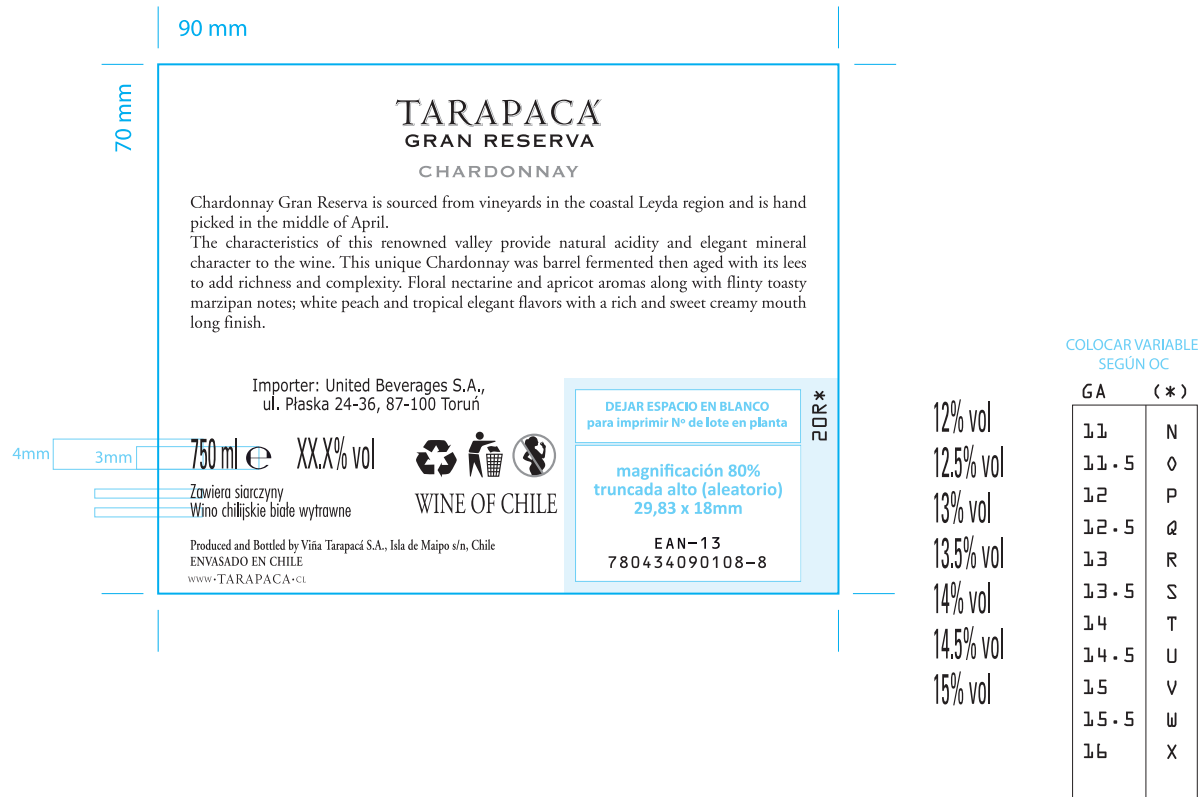 90 mm
70 mm
TARAPACÁ
GRAN RESERVA
CHARDONNAY
Chardonnay Gran Reserva is sourced from vineyards in the coastal Leyda region and is hand
picked in the middle of April.
The characteristics of this renowned valley provide natural acidity and elegant mineral
character to the wine. This unique Chardonnay was barrel fermented then aged with its lees
to add richness and complexity. Floral nectarine and apricot aromas along with flinty toasty
marzipan notes; white peach and tropical elegant flavors with a rich and sweet creamy mouth
long finish.
Importer: United Beverages S.A.,
ul. Płaska 24-36, 87-100 Toruń
4mm
3mm
750 ml e XX.X% vol
Zawiera siarczyny
Wino chilijskie białe wytrawne
WINE OF CHILE
Produced and Bottled by Viña Tarapacá S.A., Isla de Maipo s/n, Chile
ENVASADO EN CHILE
WWW•TARAPACA•CL
DEJAR ESPACIO EN BLANCO
para imprimir Nº de lote en planta
20R*
magnificación 80%
truncada alto (aleatorio)
29,83 x 18mm
EAN-13
780434090108-8
12% vol
12.5% vol
13% vol
13.5% vol
14% vol
14.5% vol
15% vol
COLOCAR VARIABLE
SEGÚN OC
GA (*)
11 N
11.5 O
12 P
12.5 Q
13 R
13.5 S
14 T
14.5 U
15 V
15.5 W
16 X